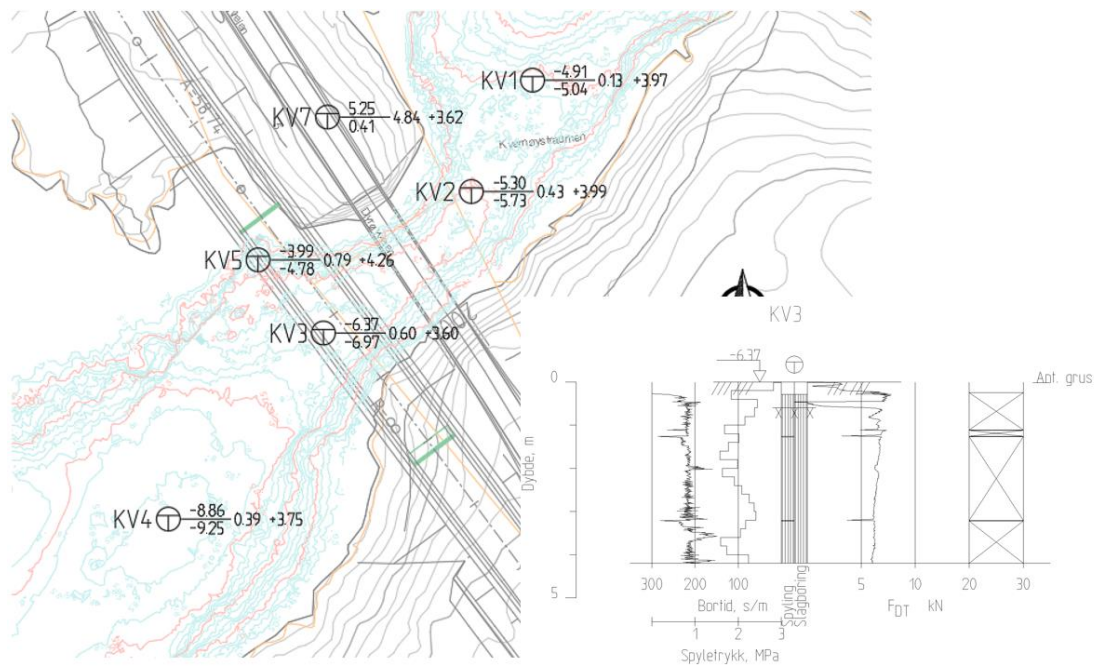 A-58,74
KV1 -4.91 0.13 +3.97
-5.04
KV7 5.25 4.84 +3.62
0.41
Kvernøystraumen
KV2 -5.30 0.43 +3.99
-5.73
KV5 -3.99 0.79 +4.26
-4.78
KV3 -6.37 0.60 +3.60
-6.97
KV4 -8.86 0.39 +3.75
-9.25
KV3
-6.37
0
Ant. grus
Dybde, m
5
300 200 100 5 10 20 30
Bortid, s/m
Spyling
Slagboring
FDT kN
1 2 3
Spyletrykk, MPa